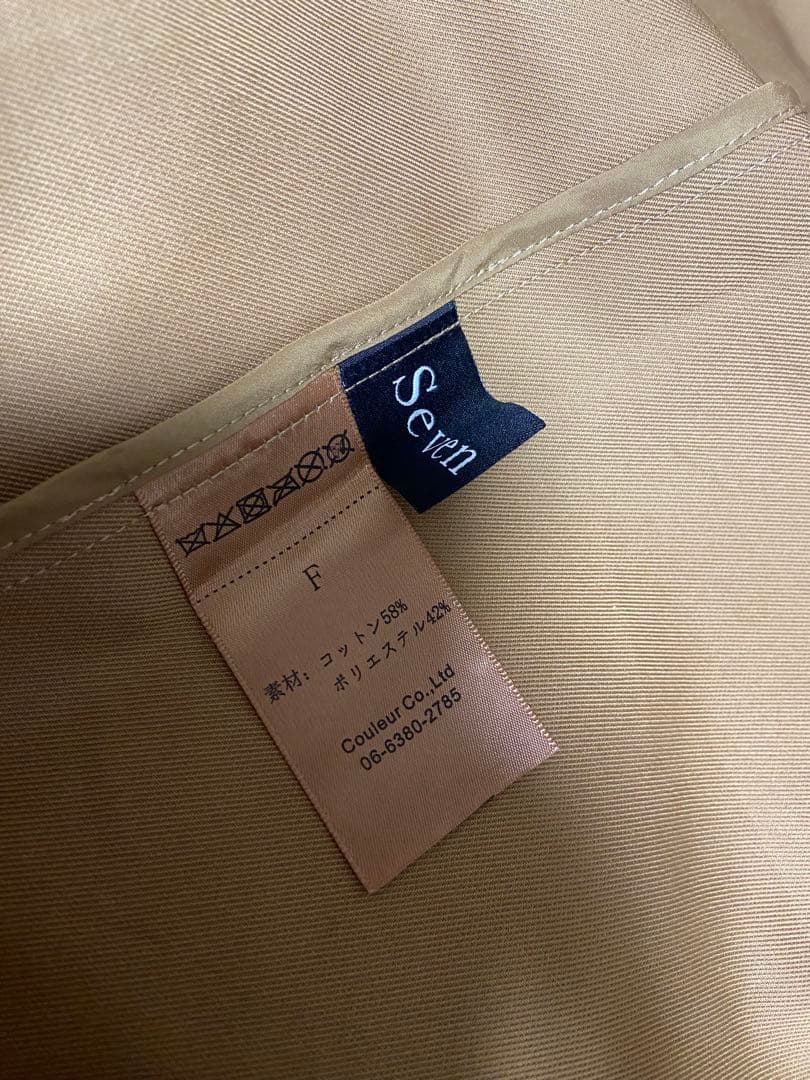 Seven
F
素材: コットン58%
ポリエステル42%
Couleur Co.,Ltd
06-6380-2785